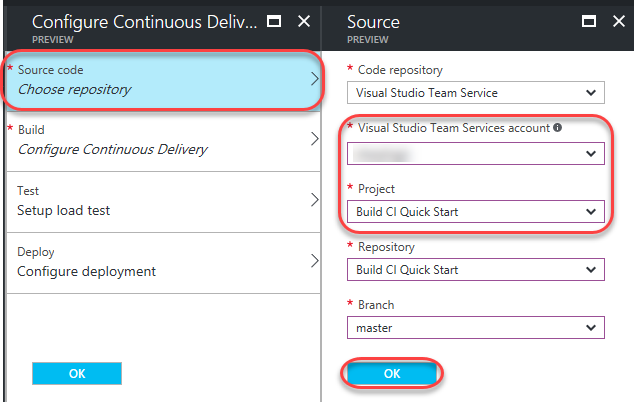 Configure Continuous Deliv...
PREVIEW
* Source code
Choose repository
* Build
Configure Continuous Delivery
Test
Setup load test
Deploy
Configure deployment
OK
Source
PREVIEW
* Code repository
Visual Studio Team Service
* Visual Studio Team Services account
* Project
Build CI Quick Start
* Repository
Build CI Quick Start
* Branch
master
OK